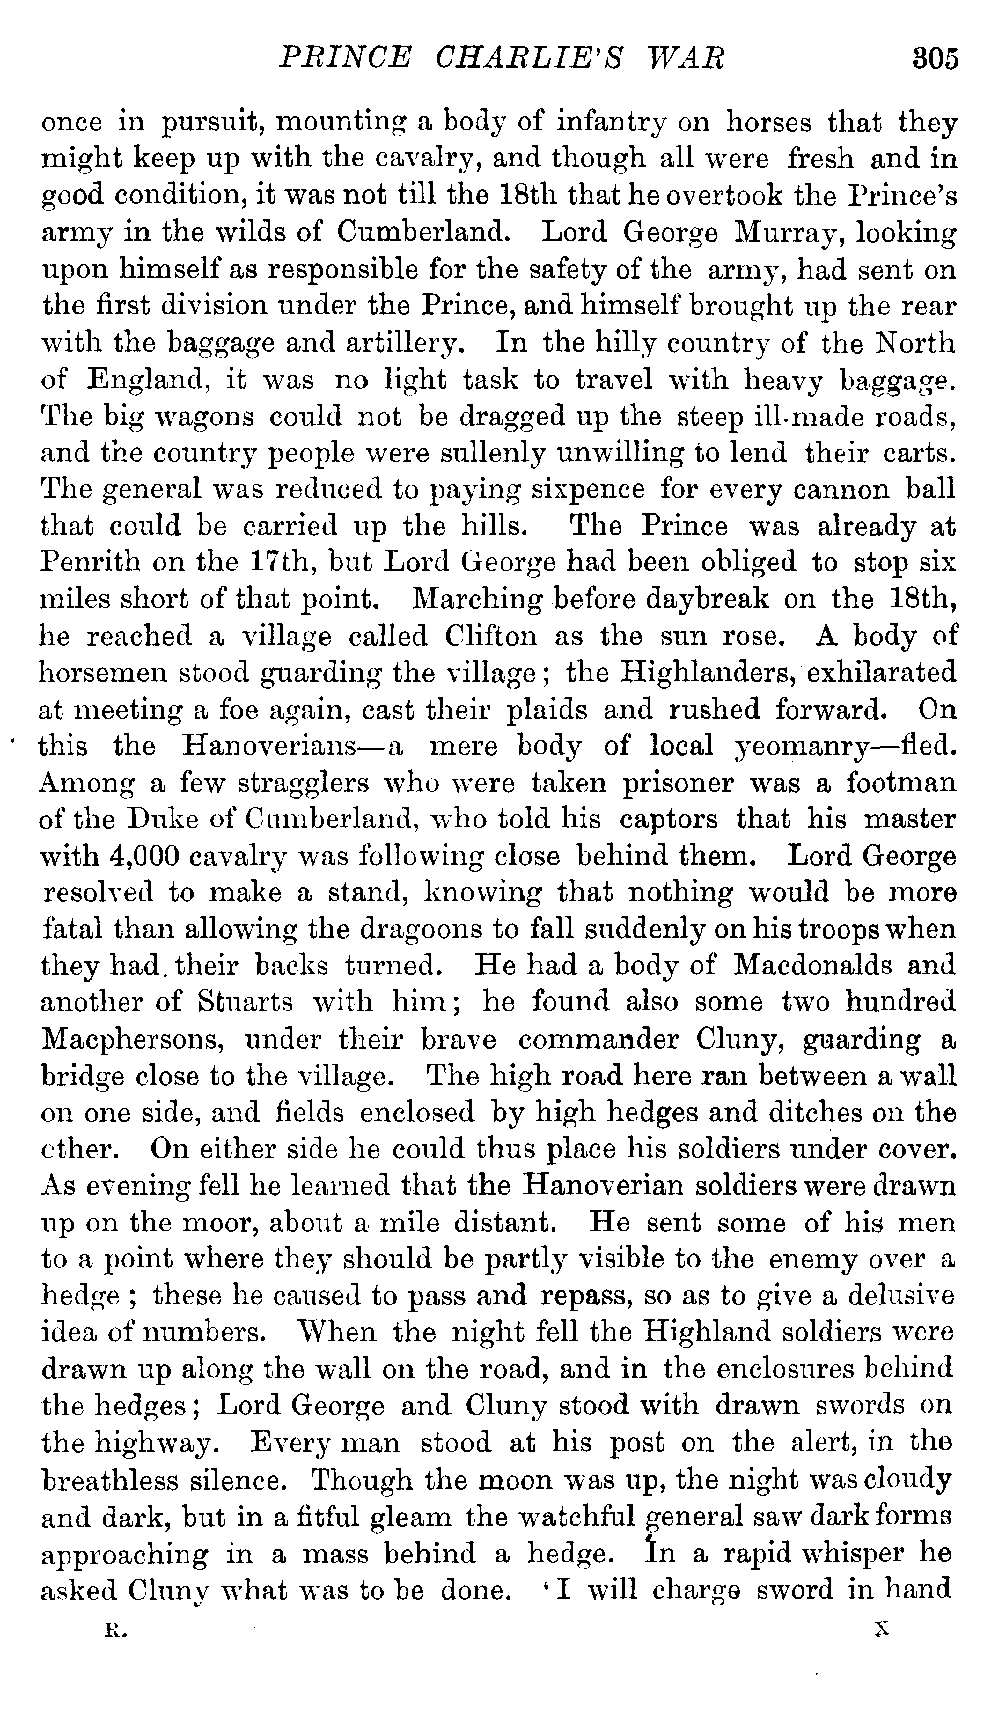 PRINCE CHARLIE'S WAR 305
once in pursuit, mounting a body of infantry on horses that they
might keep up with the cavalry, and though all were fresh and in
good condition, it was not till the 18th that he overtook the Prince's
army in the wilds of Cumberland. Lord George Murray, looking
upon himself as responsible for the safety of the army, had sent on
the first division under the Prince, and himself brought up the rear
with the baggage and artillery. In the hilly country of the North
of England, it was no light task to travel with heavy baggage.
The big wagons could not be dragged up the steep ill-made roads,
and the country people were sullenly unwilling to lend their carts.
The general was reduced to paying sixpence for every cannon ball
that could be carried up the hills. The Prince was already at
Penrith on the 17th, but Lord George had been obliged to stop six
miles short of that point. Marching before daybreak on the 18th,
he reached a village called Clifton as the sun rose. A body of
horsemen stood guarding the village; the Highlanders, exhilarated
at meeting a foe again, cast their plaids and rushed forward. On
this the Hanoverians—a mere body of local yeomanry—fled.
Among a few stragglers who were taken prisoner was a footman
of the Duke of Cumberland, who told his captors that his master
with 4,000 cavalry was following close behind them. Lord George
resolved to make a stand, knowing that nothing would be more
fatal than allowing the dragoons to fall suddenly on his troops when
they had their backs turned. He had a body of Macdonalds and
another of Stuarts with him; he found also some two hundred
Macphersons, under their brave commander Cluny, guarding a
bridge close to the village. The high road here ran between a wall
on one side, and fields enclosed by high hedges and ditches on the
other. On either side he could thus place his soldiers under cover.
As evening fell he learned that the Hanoverian soldiers were drawn
up on the moor, about a mile distant. He sent some of his men
to a point where they should be partly visible to the enemy over a
hedge; these he caused to pass and repass, so as to give a delusive
idea of numbers. When the night fell the Highland soldiers were
drawn up along the wall on the road, and in the enclosures behind
the hedges; Lord George and Cluny stood with drawn swords on
the highway. Every man stood at his post on the alert, in the
breathless silence. Though the moon was up, the night was cloudy
and dark, but in a fitful gleam the watchful general saw dark forms
approaching in a mass behind a hedge. In a rapid whisper he
asked Cluny what was to be done. 'I will charge sword in hand
R. X